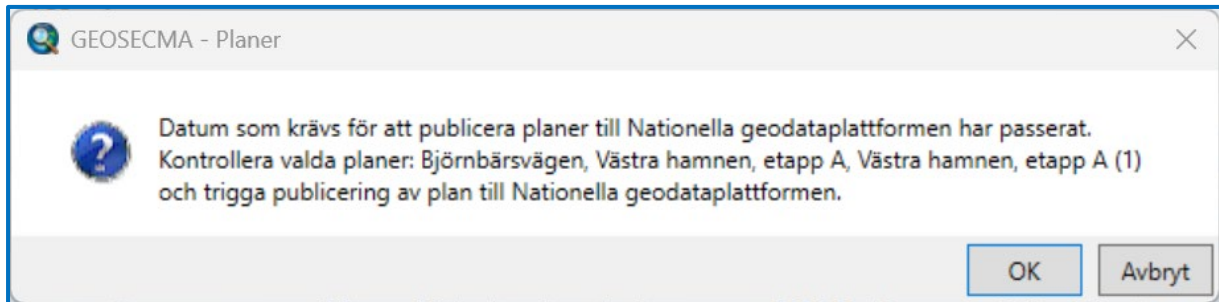 GEOSECMA - Planer
Datum som krävs för att publicera planer till Nationella geodataplattformen har passerat.
Kontrollera valda planer: Björnbärsvägen, Västra hamnen, etapp A, Västra hamnen, etapp A (1)
och trigga publicering av plan till Nationella geodataplattformen.
OK
Avbryt